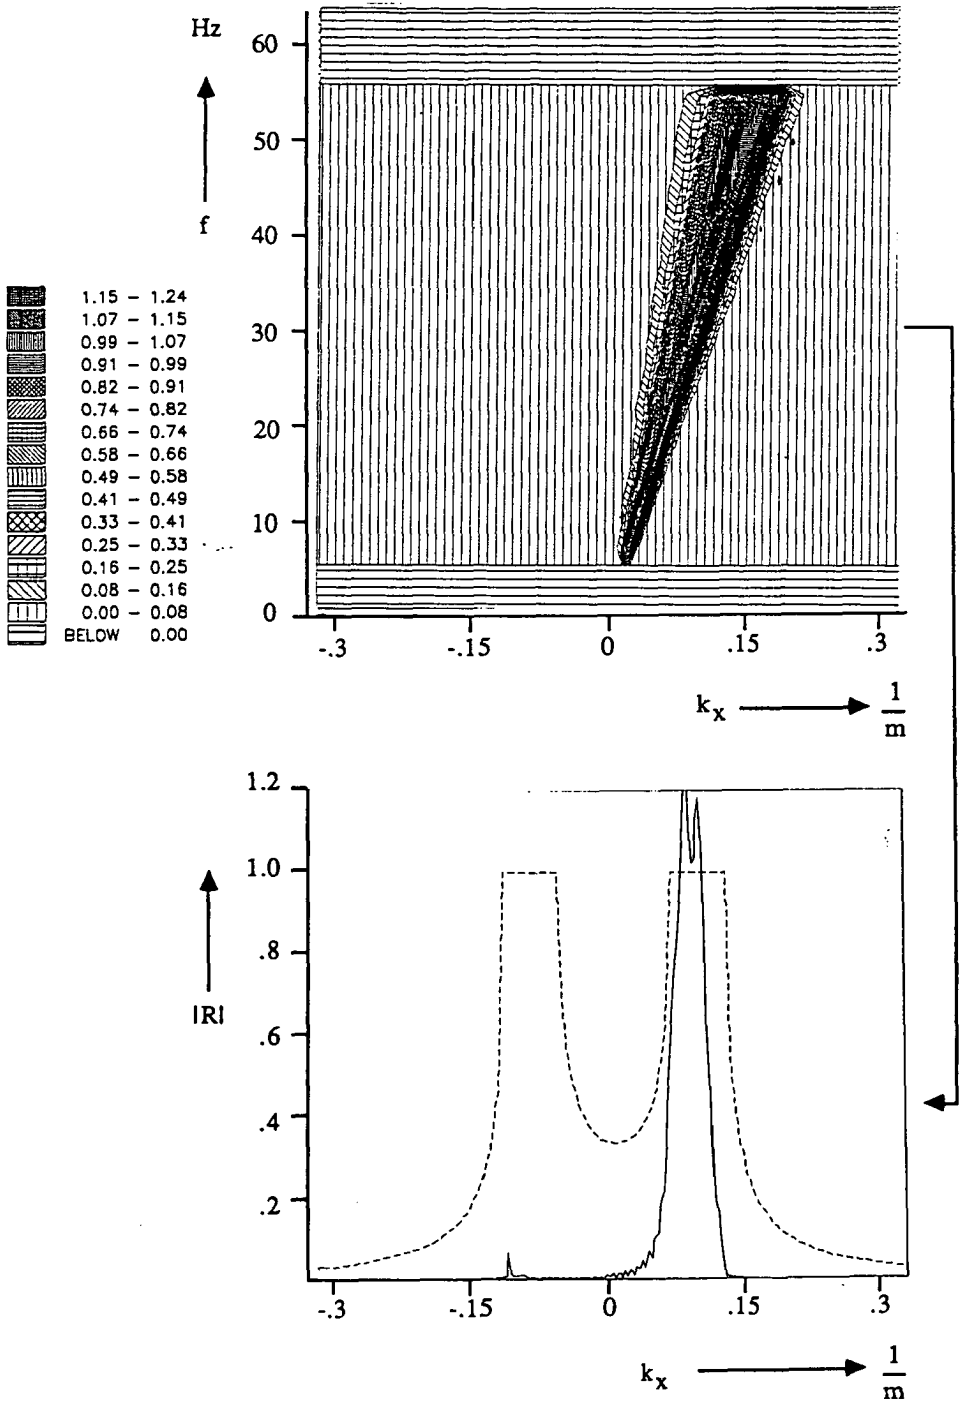 Hz
60
50
f
40
30
20
10
0
1.15 - 1.24
1.07 - 1.15
0.99 - 1.07
0.91 - 0.99
0.82 - 0.91
0.74 - 0.82
0.66 - 0.74
0.58 - 0.66
0.49 - 0.58
0.41 - 0.49
0.33 - 0.41
0.25 - 0.33
0.16 - 0.25
0.08 - 0.16
0.00 - 0.08
BELOW 0.00
-.3 -.15 0 .15 .3
kx 1/m
1.2
1.0
.8
|R|
.6
.4
.2
-.3 -.15 0 .15 .3
kx 1/m